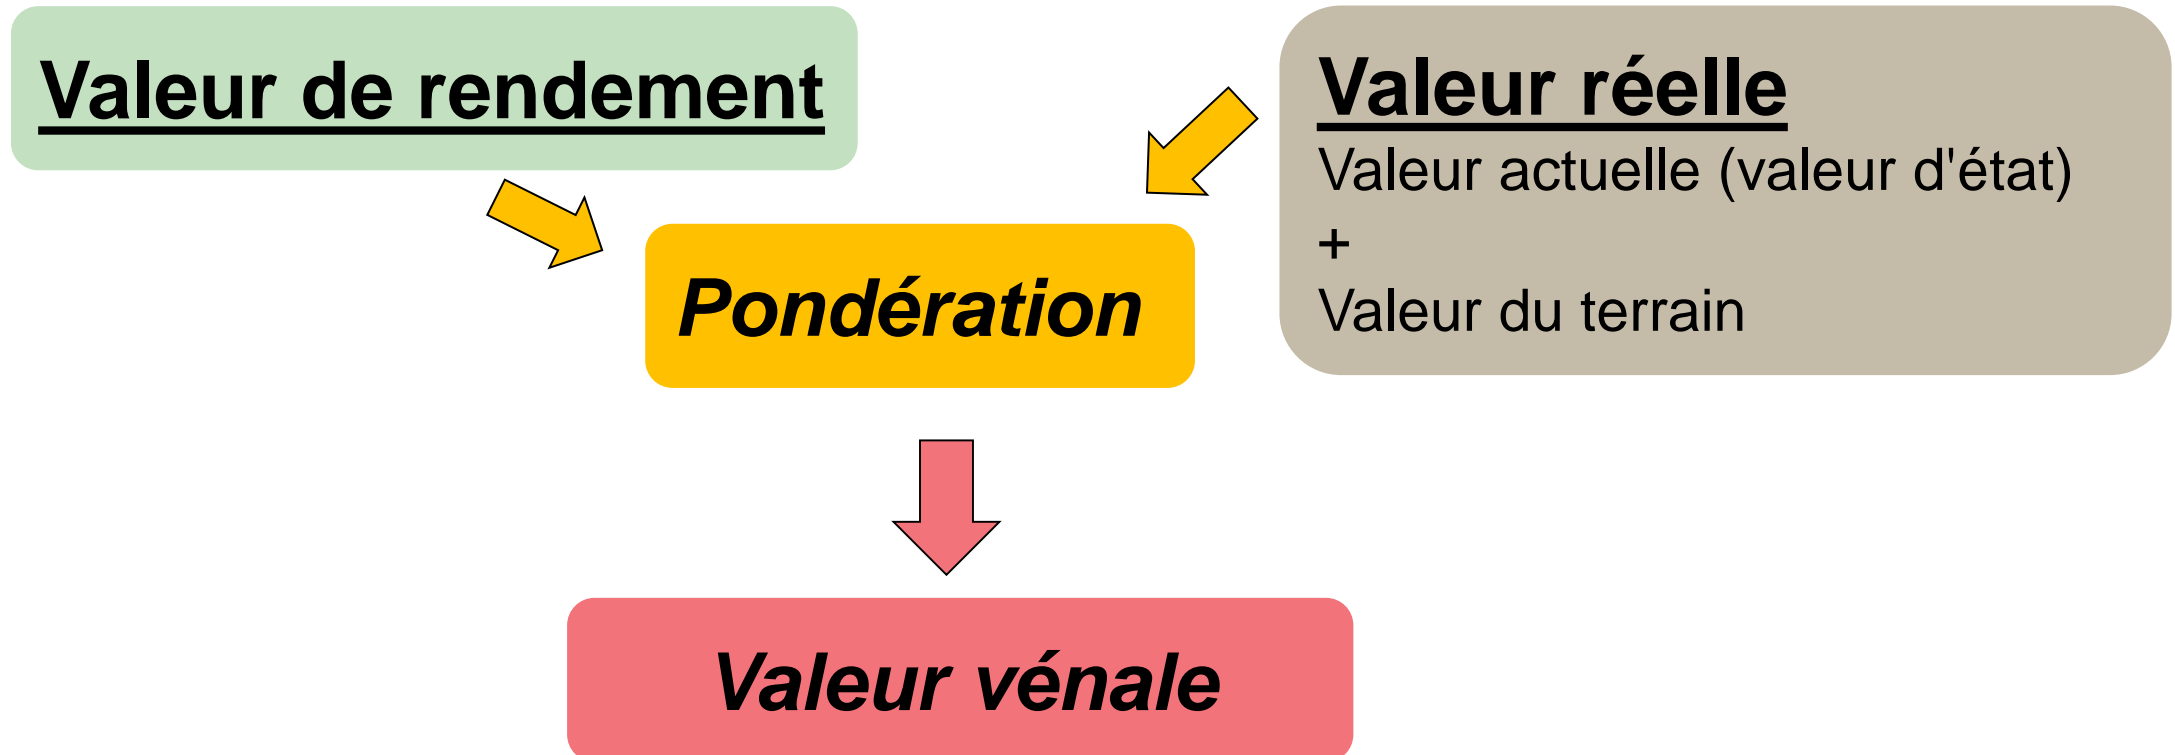 Valeur de rendement
Valeur réelle
Valeur actuelle (valeur d'état)
+
Valeur du terrain
Pondération
Valeur vénale